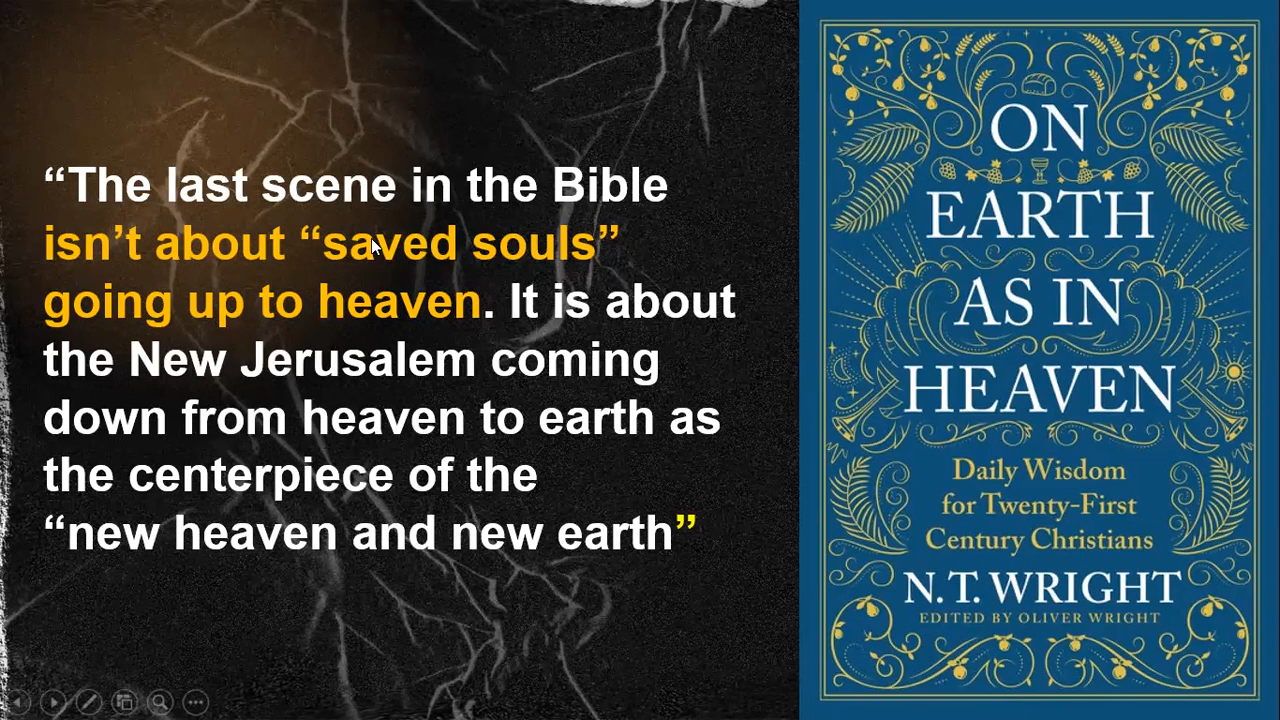 “The last scene in the Bible
isn’t about “saved souls”
going up to heaven. It is about
the New Jerusalem coming
down from heaven to earth as
the centerpiece of the
“new heaven and new earth”
ON
EARTH
AS IN
HEAVEN
Daily Wisdom
for Twenty-First
Century Christians
N.T. WRIGHT
EDITED BY OLIVER WRIGHT